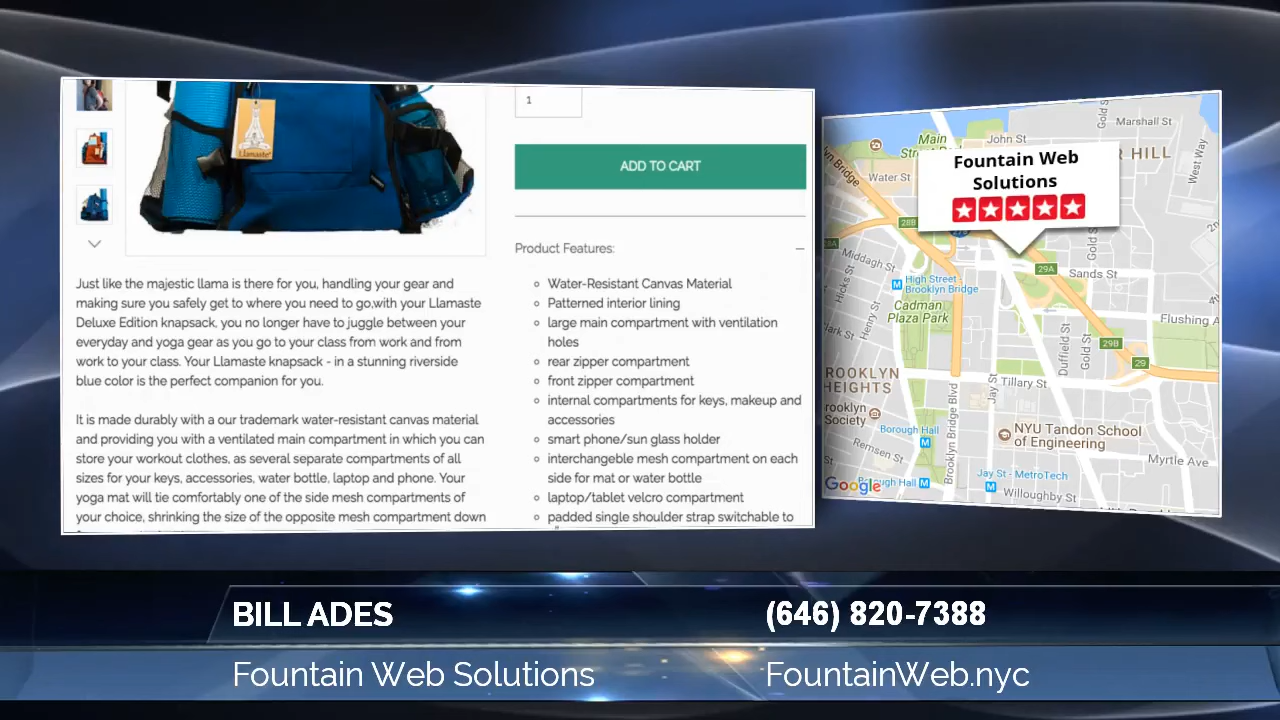 Llamaste
1
ADD TO CART
Product Features:
Water-Resistant Canvas Material
Patterned interior lining
large main compartment with ventilation
holes
rear zipper compartment
front zipper compartment
internal compartments for keys, makeup and
accessories
smart phone/sun glass holder
interchangeble mesh compartment on each
side for mat or water bottle
laptop/tablet velcro compartment
padded single shoulder strap switchable to
Just like the majestic llama is there for you, handling your gear and
making sure you safely get to where you need to go,with your Llamaste
Deluxe Edition knapsack, you no longer have to juggle between your
everyday and yoga gear as you go to your class from work and from
work to your class. Your Llamaste knapsack - in a stunning riverside
blue color is the perfect companion for you.
It is made durably with a our trademark water-resistant canvas material
and providing you with a ventilated main compartment in which you can
store your workout clothes, as several separate compartments of all
sizes for your keys, accessories, water bottle, laptop and phone. Your
yoga mat will tie comfortably one of the side mesh compartments of
your choice, shrinking the size of the opposite mesh compartment down
Fountain Web
Solutions
Main
John St
Gold S
Marshall St
HILL
West Way
Water St
Bridge
28B
28A
Middagh St
Hicks St
Henry St
High Street
Brooklyn Bridge
Cadman
Plaza Park
29A
Sands St
Gold St
Flushing A
Duffield St
Gold St
29B
29
Tillary St
ROOKLYN
HEIGHTS
Brooklyn Bridge Blvd
Jay St
rooklyn
Society
Borough Hall
Remsen St
NYU Tandon School
of Engineering
Myrtle Ave
Jay St - MetroTech
Willoughby St
Google
BILL ADES
(646) 820-7388
Fountain Web Solutions
FountainWeb.nyc